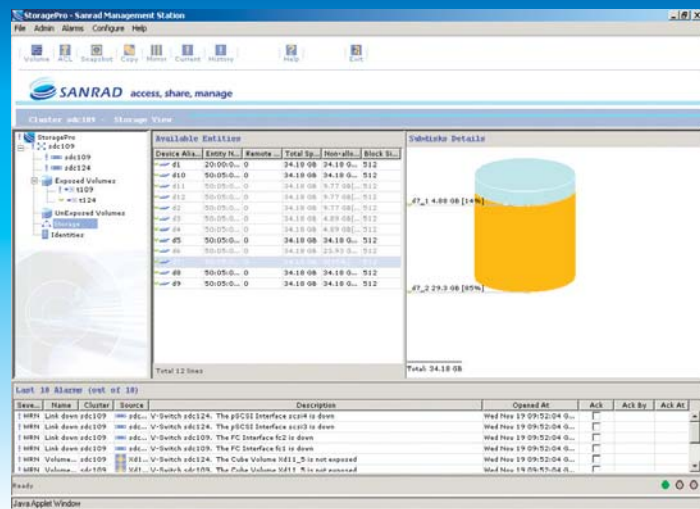 StoragePro - Sanrad Management Station
File Admin Alarms Configure Help
Volume ACL Snapshot Copy Mirror Current History Help Exit
SANRAD access, share, manage
Cluster sdc109 - Storage View
StoragePro
sdc109
sdc109
sdc124
Exposed Volumes
t109
t124
UnExposed Volumes
Storage
Identities
Available Entities
Device Alia... Entity N... Remote ... Total Sp... Non-allo... Block Si...
d1 20:00:0... 0 34.18 GB 34.18 G... 512
d10 50:05:0... 0 34.18 GB 34.18 G... 512
d11 50:05:0... 0 34.18 GB 9.77 GB[... 512
d12 50:05:0... 0 34.18 GB 9.77 GB[... 512
d2 50:05:0... 0 34.18 GB 9.77 GB[... 512
d3 50:05:0... 0 34.18 GB 4.89 GB[... 512
d4 50:05:0... 0 34.18 GB 4.89 GB[... 512
d5 50:05:0... 0 34.18 GB 34.18 G... 512
d6 50:05:0... 0 34.18 GB 25.93 G... 512
d8 50:05:0... 0 34.18 GB 34.18 G... 512
d9 50:05:0... 0 34.18 GB 34.18 G... 512
Total 12 lines
Subdisks Details
d7_1 4.88 GB [14%]
d7_2 29.3 GB [85%]
Total: 34.18 GB
Last 10 Alarms (out of 10)
Seve... Name Cluster Source Description Opened At Ack Ack By Ack At
! WRN Link down sdc109 sdc... V-Switch sdc124. The pSCSI Interface scsi4 is down Wed Nov 19 09:52:04 G...
! WRN Link down sdc109 sdc... V-Switch sdc124. The pSCSI Interface scsi3 is down Wed Nov 19 09:52:04 G...
! WRN Link down sdc109 sdc... V-Switch sdc109. The FC Interface fc2 is down Wed Nov 19 09:52:04 G...
! WRN Link down sdc109 sdc... V-Switch sdc109. The FC Interface fc1 is down Wed Nov 19 09:52:04 G...
! WRN Volume... sdc109 Xd1... V-Switch sdc124. The Cube Volume Xd11_5 is not exposed Wed Nov 19 09:52:04 G...
Ready
Java Applet Window